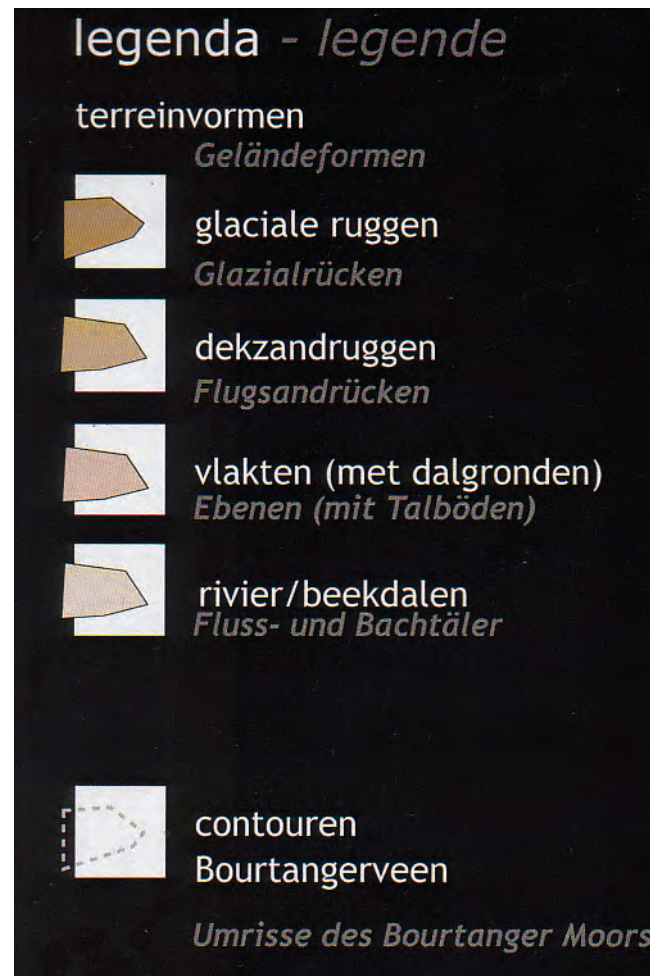 legenda - legende
terreinvormen
Geländeformen
glaciale ruggen
Glazialrücken
dekzandruggen
Flugsandrücken
vlakten (met dalgronden)
Ebenen (mit Talböden)
rivier/beekdalen
Fluss- und Bachtäler
contouren
Bourtangerveen
Umrisse des Bourtanger Moors